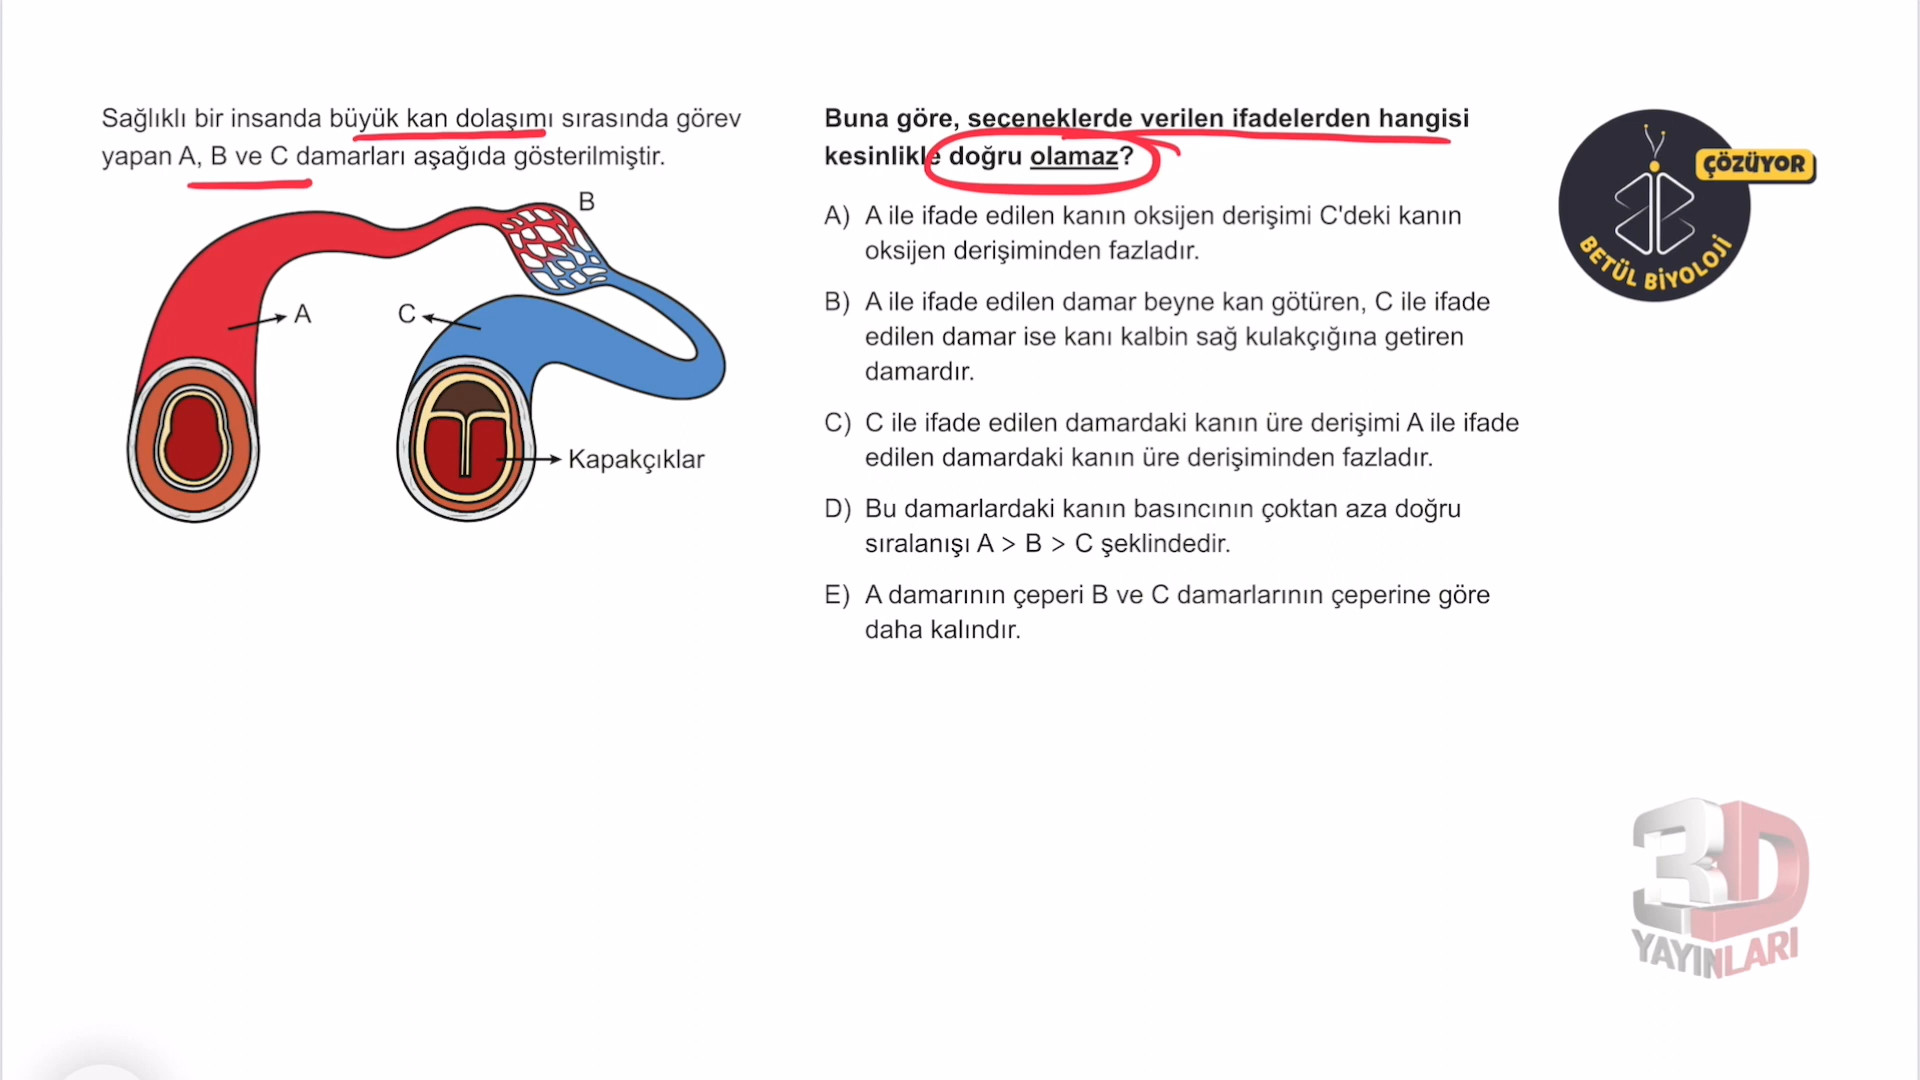 Sağlıklı bir insanda büyük kan dolaşımı sırasında görev
yapan A, B ve C damarları aşağıda gösterilmiştir.
B
A
C
Kapakçıklar
Buna göre, seçeneklerde verilen ifadelerden hangisi
kesinlikle doğru olamaz?
A) A ile ifade edilen kanın oksijen derişimi C'deki kanın
oksijen derişiminden fazladır.
B) A ile ifade edilen damar beyne kan götüren, C ile ifade
edilen damar ise kanı kalbin sağ kulakçığına getiren
damardır.
C) C ile ifade edilen damardaki kanın üre derişimi A ile ifade
edilen damardaki kanın üre derişiminden fazladır.
D) Bu damarlardaki kanın basıncının çoktan aza doğru
sıralanışı A > B > C şeklindedir.
E) A damarının çeperi B ve C damarlarının çeperine göre
daha kalındır.
ÇÖZÜYOR
BETÜL BİYOLOJİ
3D
YAYINLARI